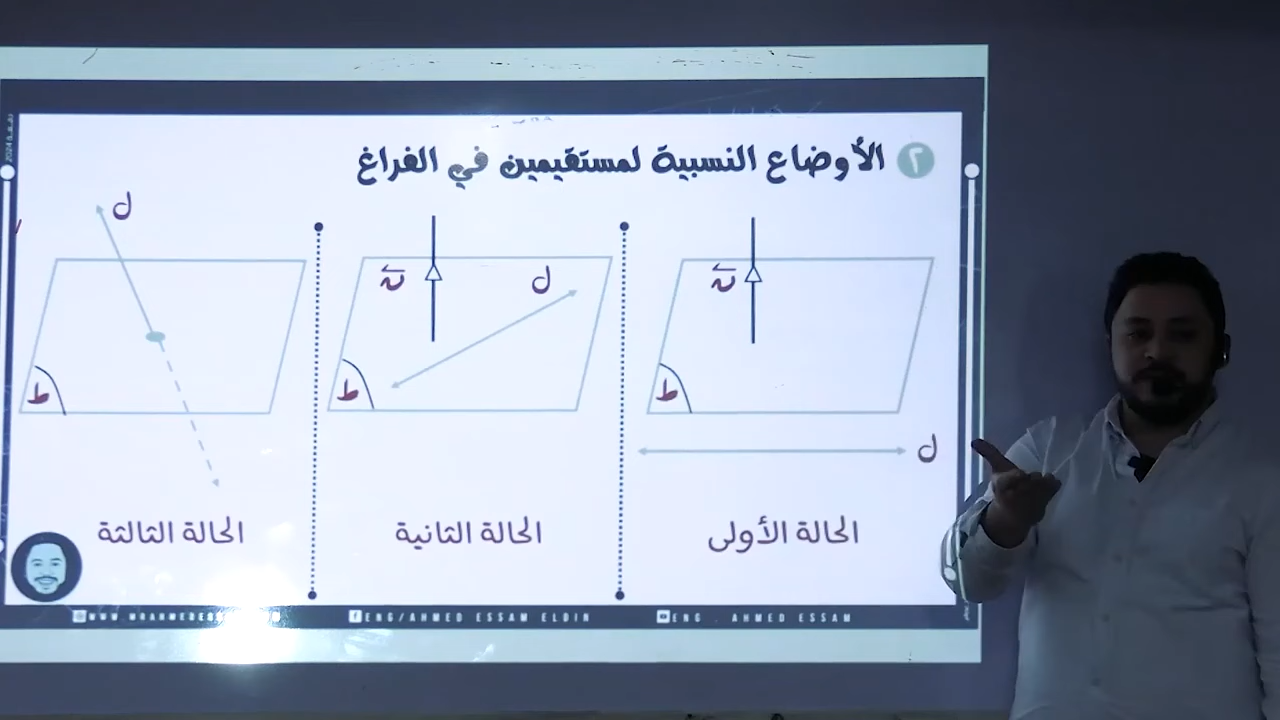 ٢ الأوضاع النسبية لمستقيمين في الفراغ
ل
ن
ط
ل
الحالة الأولى
ن
ل
ط
الحالة الثانية
ل
ط
الحالة الثالثة
ENG/AHMED ESSAM ELDIN
ENG . AHMED ESSAM